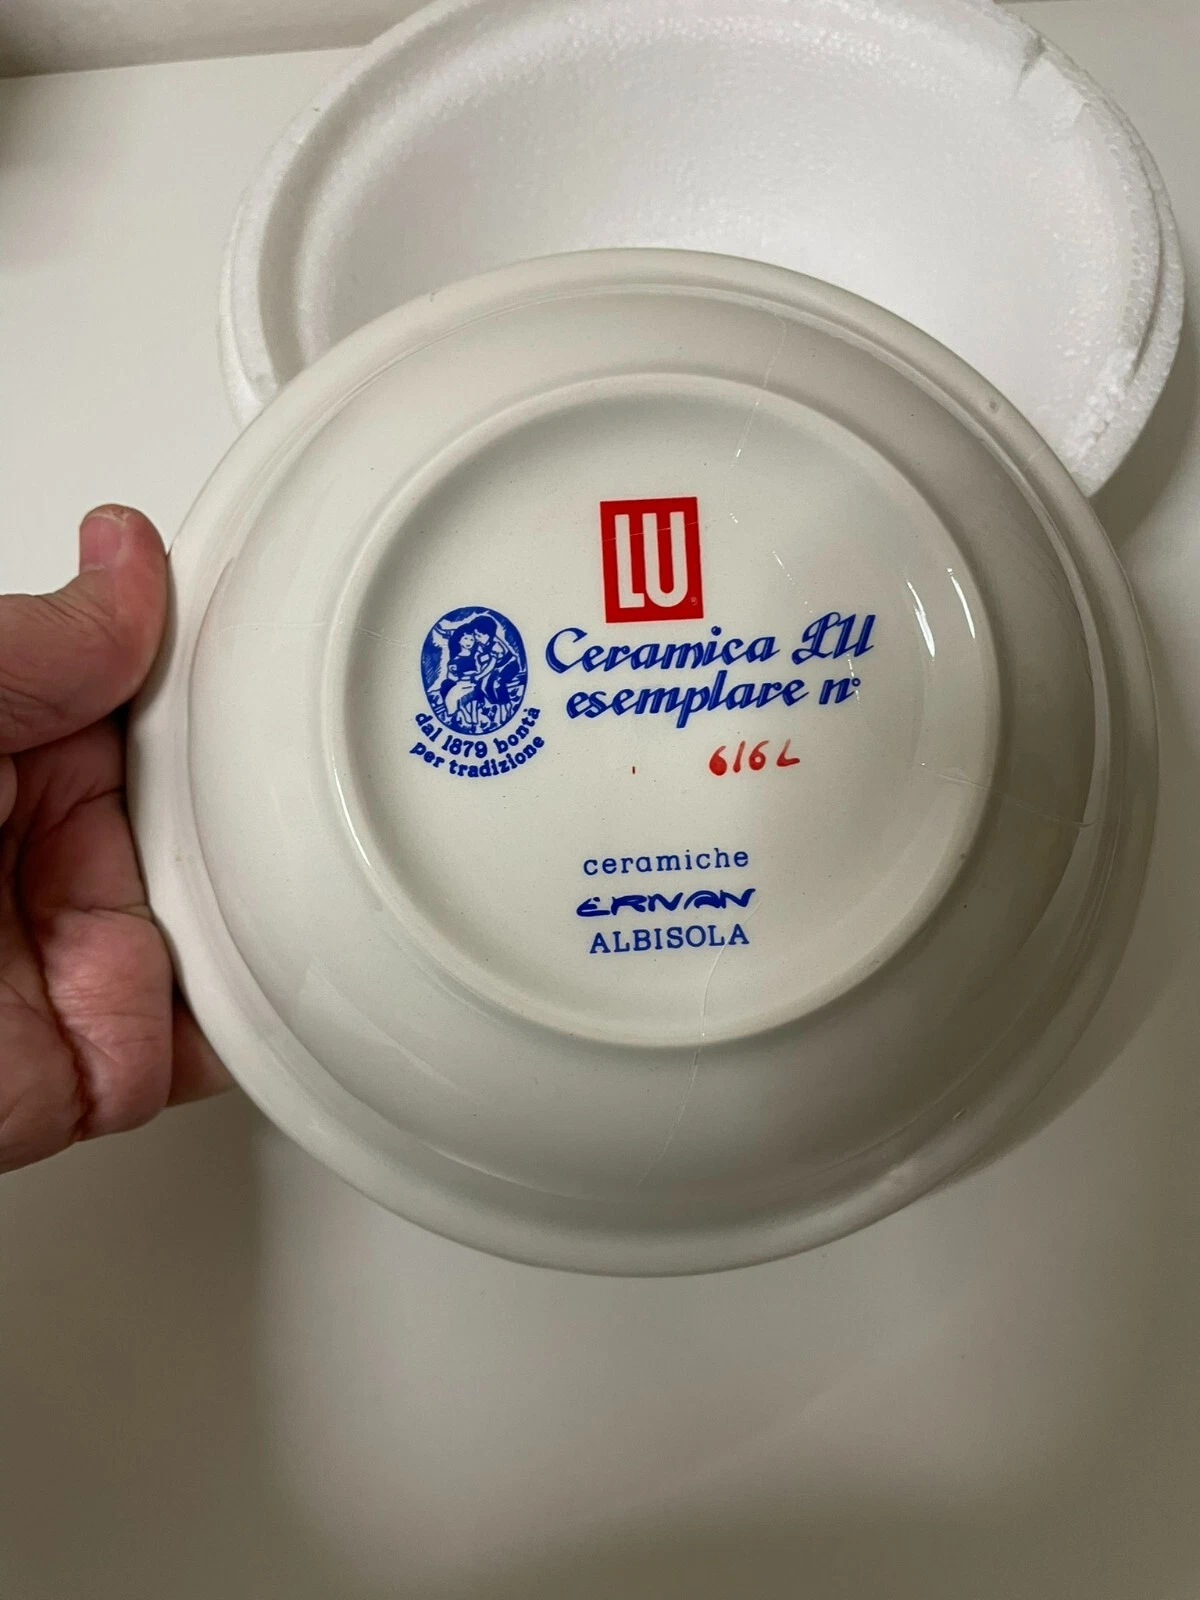 LU
Ceramica LU
esemplare n°
616L
dal 1879 bontà
per tradizione
ceramiche
ERNAN
ALBISOLA